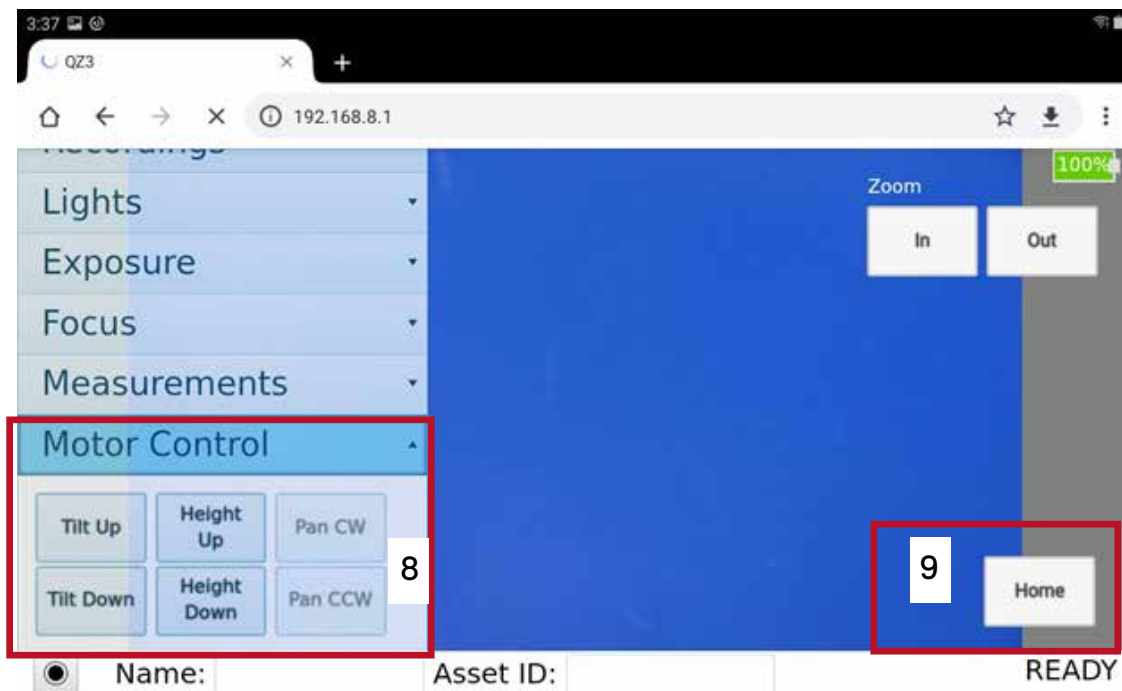 3:37
QZ3
192.168.8.1
100%
Recordings
Lights
Exposure
Focus
Measurements
Motor Control
Zoom
In Out
Tilt Up Height Up Pan CW
8
Tilt Down Height Down Pan CCW
9
Home
Name: Asset ID: READY